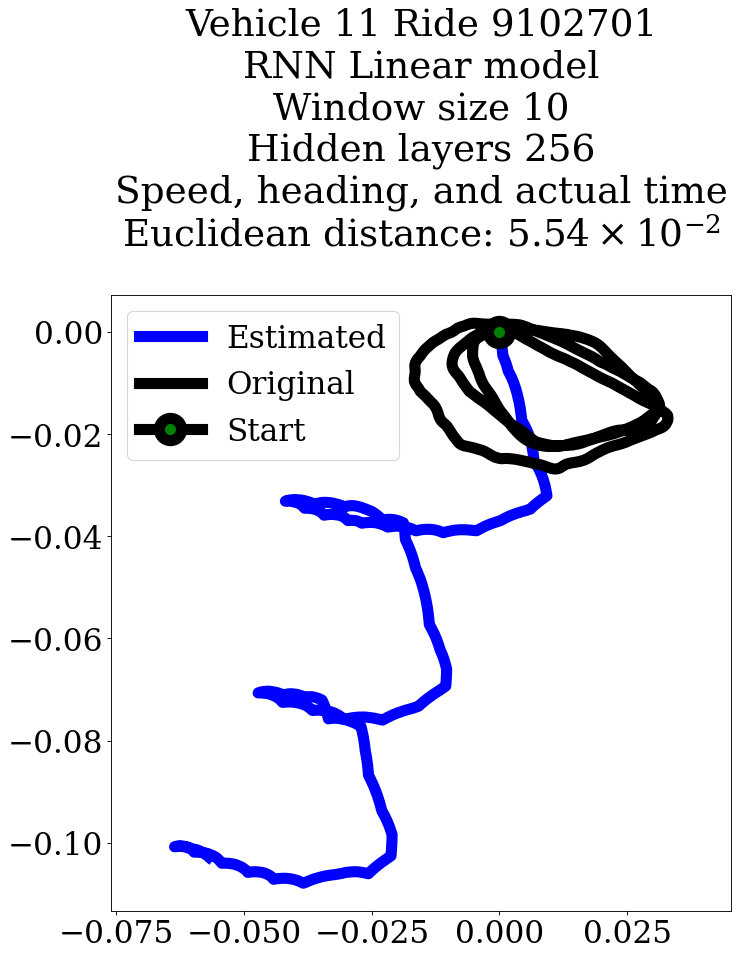 Vehicle 11 Ride 9102701
RNN Linear model
Window size 10
Hidden layers 256
Speed, heading, and actual time
Euclidean distance: 5.54 × 10⁻²
Estimated
Original
Start
0.00
−0.02
−0.04
−0.06
−0.08
−0.10
−0.075 −0.050 −0.025 0.000 0.025